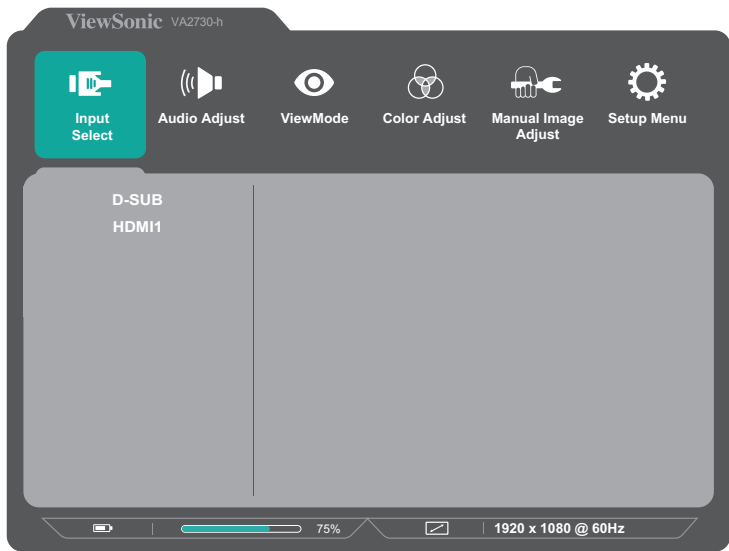 ViewSonic VA2730-h
Input
Select
Audio Adjust
ViewMode
Color Adjust
Manual Image
Adjust
Setup Menu
D-SUB
HDMI1
75%
1920 x 1080 @ 60Hz